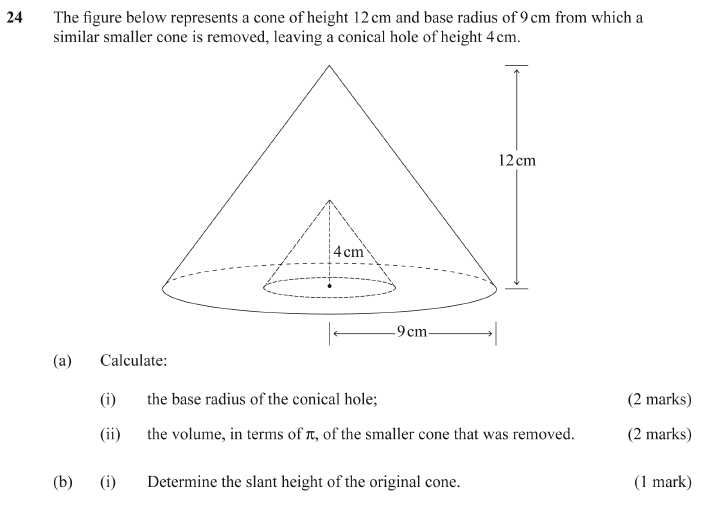 24 The figure below represents a cone of height 12 cm and base radius of 9 cm from which a
similar smaller cone is removed, leaving a conical hole of height 4 cm.
12 cm
4 cm
9 cm
(a) Calculate:
(i) the base radius of the conical hole; (2 marks)
(ii) the volume, in terms of π, of the smaller cone that was removed. (2 marks)
(b) (i) Determine the slant height of the original cone. (1 mark)